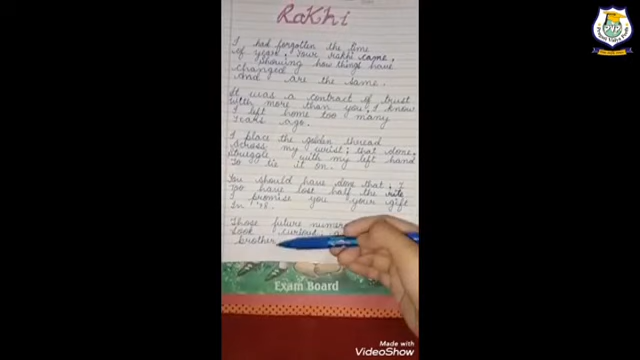 Rakhi
I had forgotten the time
of year. Your rakhi came,
showing how things have
changed
and are the same.
It was a contract of trust
with more than you, I know
I left home too many
years ago.
I place the golden thread
across my wrist; that done,
struggle with my left hand
to tie it on.
You should have done that. I
too have lost half the rite
I promise you your gift
In '78.
Those future
look curious
brother
Exam Board
Made with
VideoShow